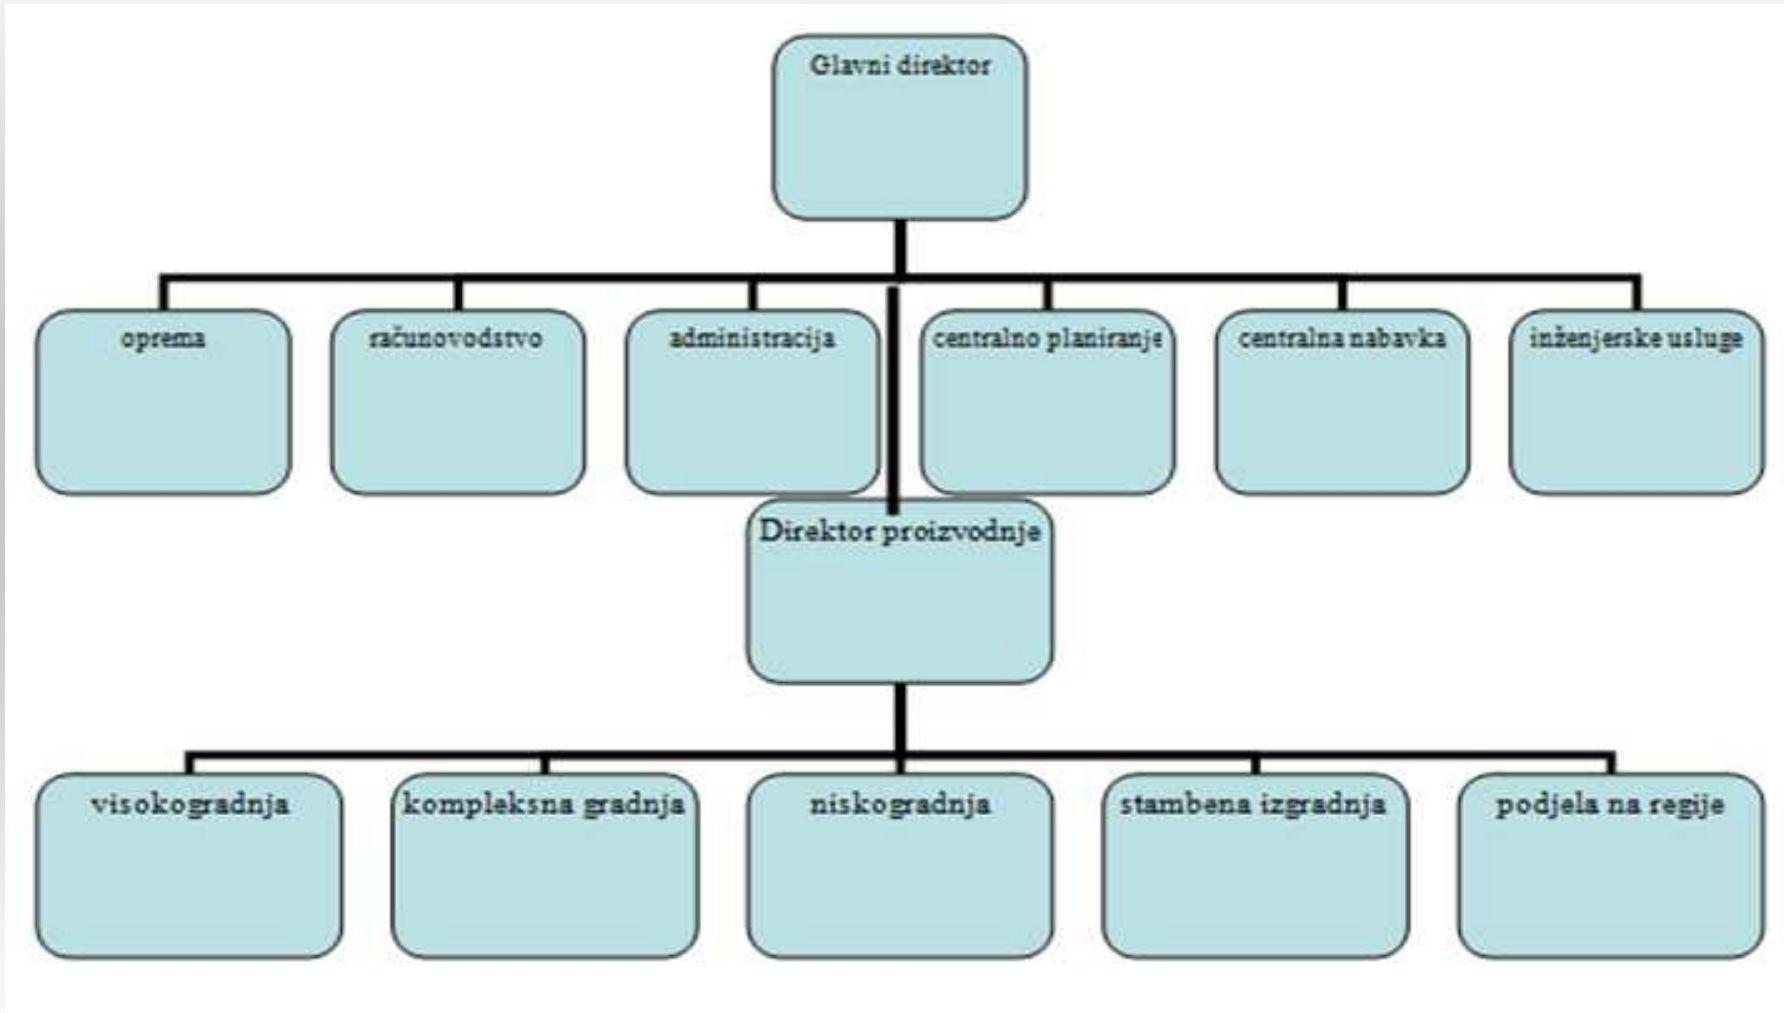 Glavni direktor
oprema
računovodstvo
administracija
centralno planiranje
centralna nabavka
inženjerske usluge
Direktor proizvodnje
visokogradnja
kompleksna gradnja
niskogradnja
stambena izgradnja
podjela na regije